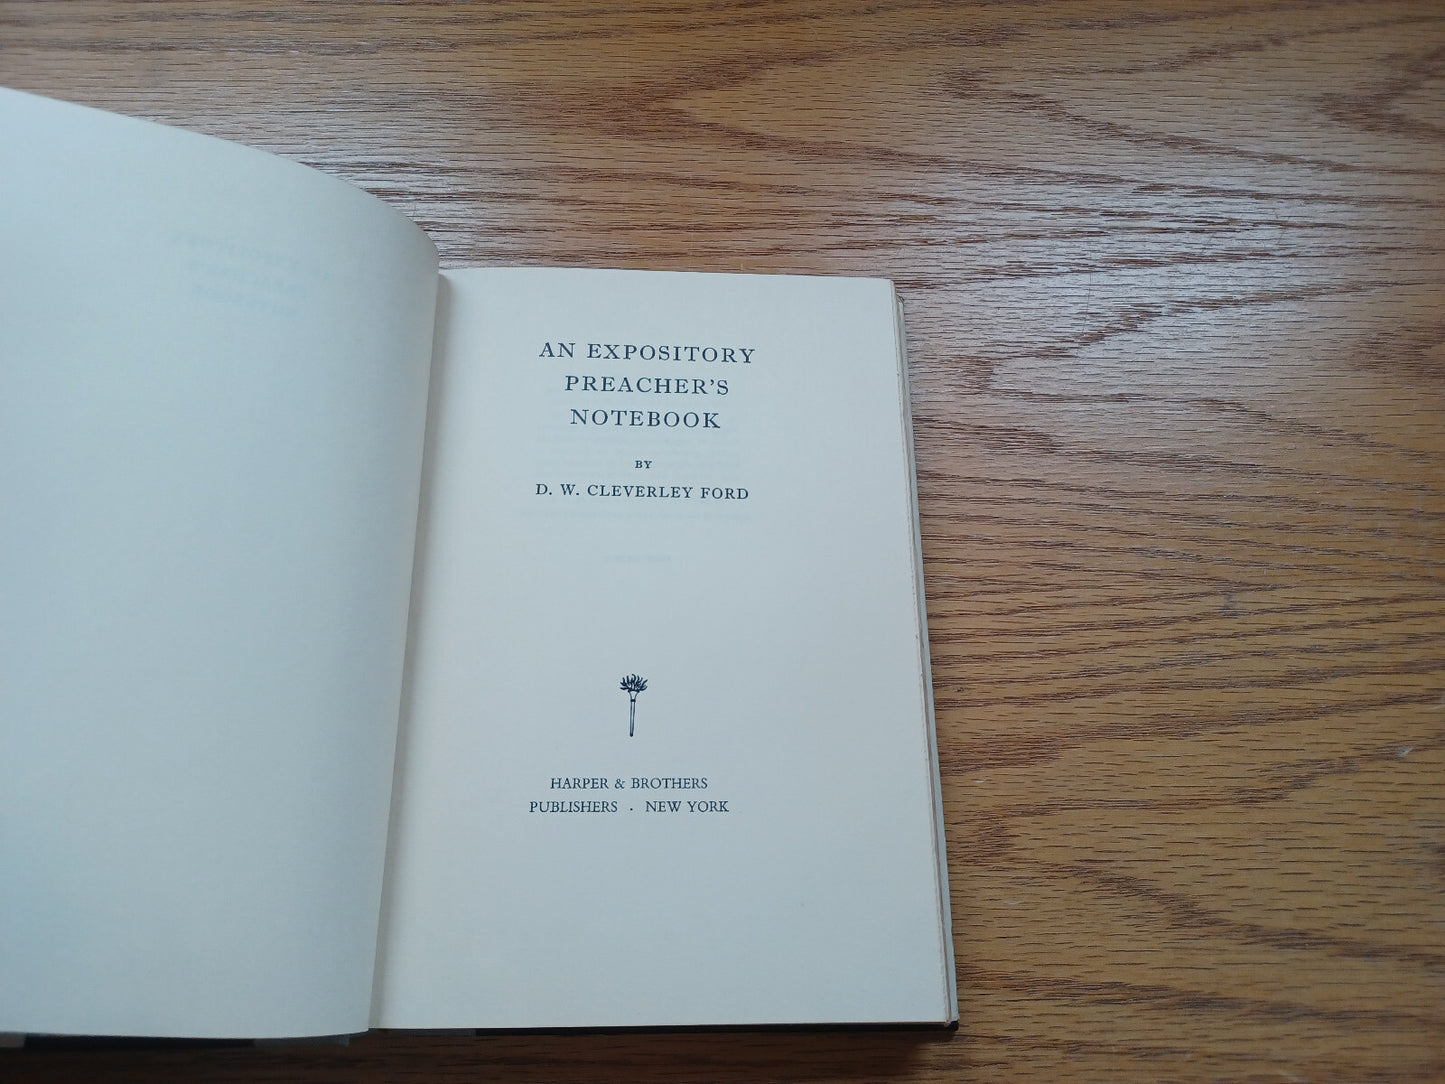 AN EXPOSITORY
PREACHER'S
NOTEBOOK
BY
D. W. CLEVERLEY FORD
HARPER & BROTHERS
PUBLISHERS . NEW YORK